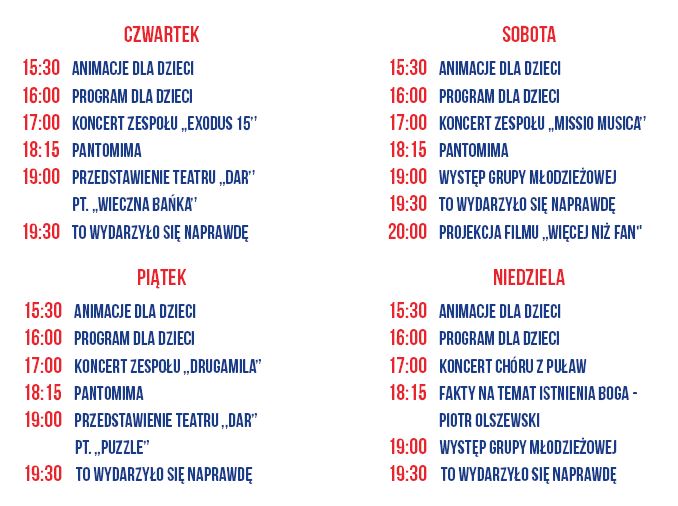 CZWARTEK
15:30 ANIMACJE DLA DZIECI
16:00 PROGRAM DLA DZIECI
17:00 KONCERT ZESPOŁU „EXODUS 15’’
18:15 PANTOMIMA
19:00 PRZEDSTAWIENIE TEATRU „DAR’’
PT. „WIECZNA BAŃKA’’
19:30 TO WYDARZYŁO SIĘ NAPRAWDĘ
PIĄTEK
15:30 ANIMACJE DLA DZIECI
16:00 PROGRAM DLA DZIECI
17:00 KONCERT ZESPOŁU „DRUGAMILA’’
18:15 PANTOMIMA
19:00 PRZEDSTAWIENIE TEATRU „DAR’’
PT. „PUZZLE’’
19:30 TO WYDARZYŁO SIĘ NAPRAWDĘ
SOBOTA
15:30 ANIMACJE DLA DZIECI
16:00 PROGRAM DLA DZIECI
17:00 KONCERT ZESPOŁU „MISSIO MUSICA’’
18:15 PANTOMIMA
19:00 WYSTĘP GRUPY MŁODZIEŻOWEJ
19:30 TO WYDARZYŁO SIĘ NAPRAWDĘ
20:00 PROJEKCJA FILMU „WIĘCEJ NIŻ FAN"
NIEDZIELA
15:30 ANIMACJE DLA DZIECI
16:00 PROGRAM DLA DZIECI
17:00 KONCERT CHÓRU Z PUŁAW
18:15 FAKTY NA TEMAT ISTNIENIA BOGA -
PIOTR OLSZEWSKI
19:00 WYSTĘP GRUPY MŁODZIEŻOWEJ
19:30 TO WYDARZYŁO SIĘ NAPRAWDĘ